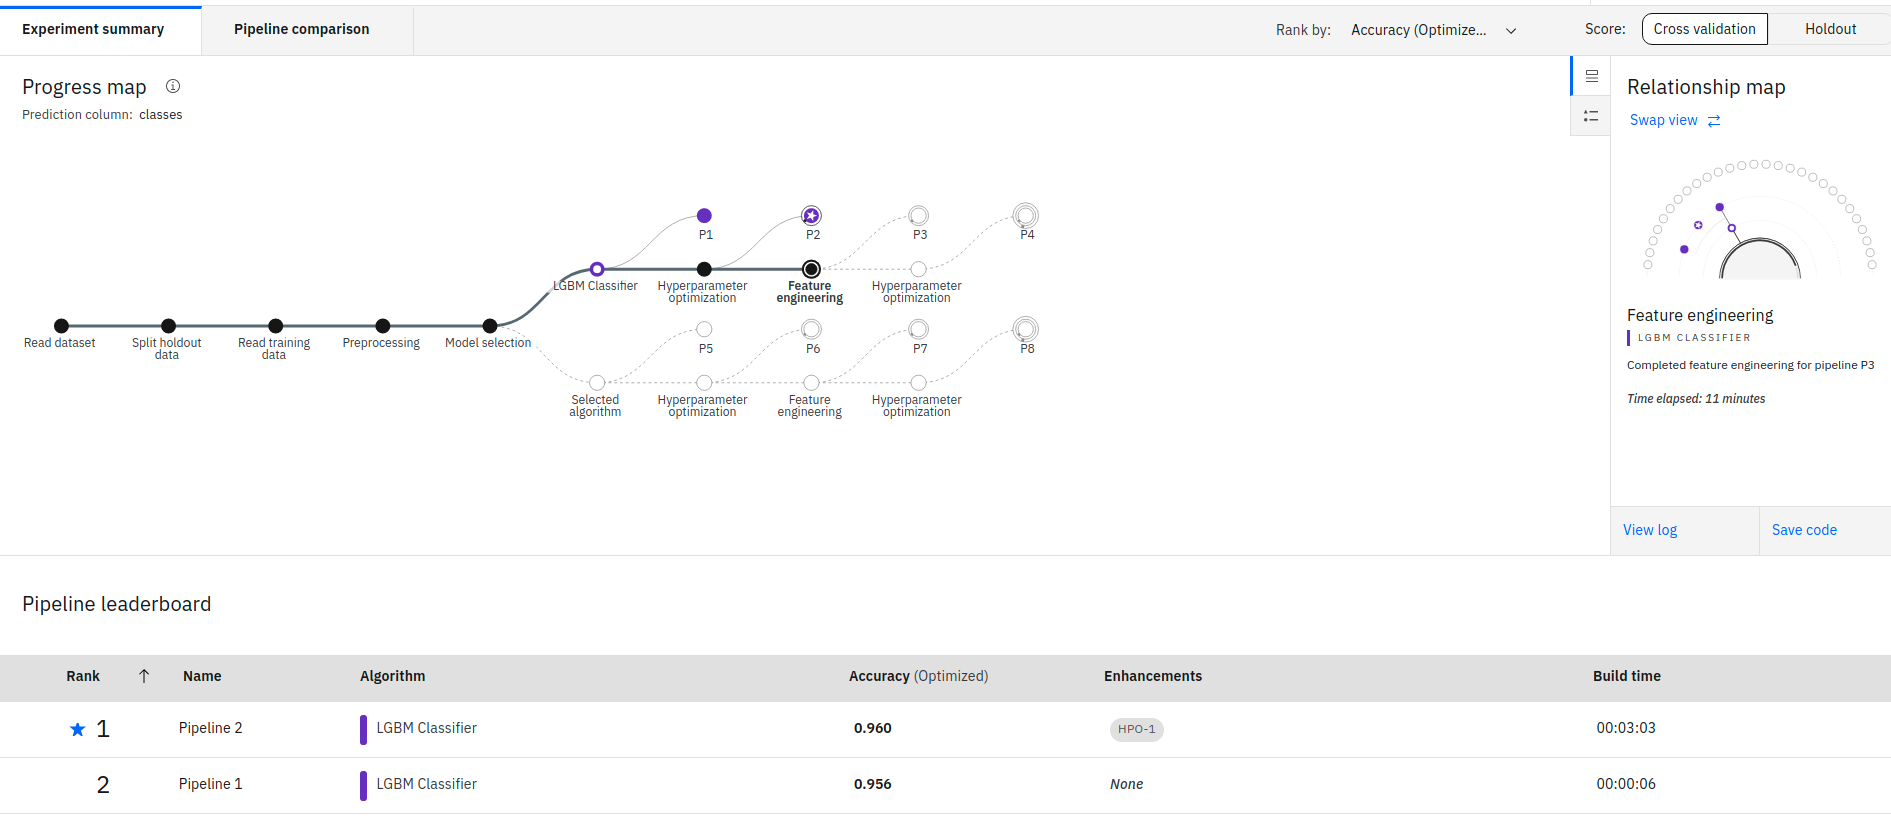 Experiment summary
Pipeline comparison
Rank by: Accuracy (Optimize...
Score: Cross validation Holdout
Progress map
Prediction column: classes
P1 P2 P3 P4
LGBM Classifier
Hyperparameter
optimization
Feature
engineering
Hyperparameter
optimization
Read dataset
Split holdout
data
Read training
data
Preprocessing
Model selection
P5 P6 P7 P8
Selected
algorithm
Hyperparameter
optimization
Feature
engineering
Hyperparameter
optimization
Relationship map
Swap view
Feature engineering
LGBM CLASSIFIER
Completed feature engineering for pipeline P3
Time elapsed: 11 minutes
View log Save code
Pipeline leaderboard
Rank Name Algorithm Accuracy (Optimized) Enhancements Build time
1 Pipeline 2 LGBM Classifier 0.960 HPO-1 00:03:03
2 Pipeline 1 LGBM Classifier 0.956 None 00:00:06